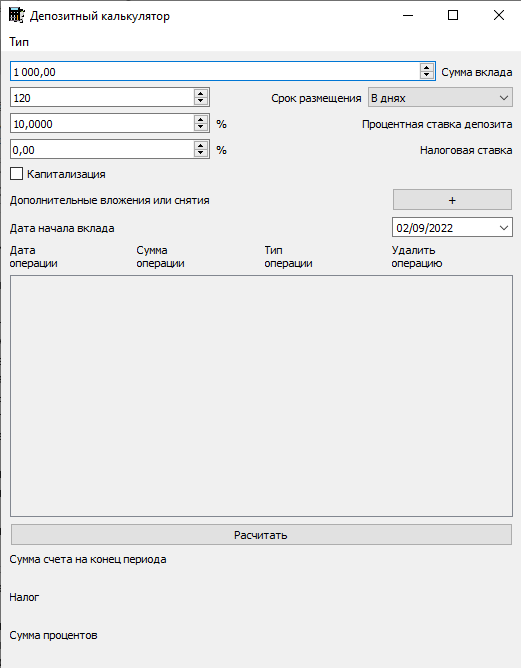 Депозитный калькулятор
Тип
1 000,00 Сумма вклада
120 Срок размещения В днях
10,0000 % Процентная ставка депозита
0,00 % Налоговая ставка
Капитализация
Дополнительные вложения или снятия +
Дата начала вклада 02/09/2022
Дата операции Сумма операции Тип операции Удалить операцию
Расчитать
Сумма счета на конец периода
Налог
Сумма процентов